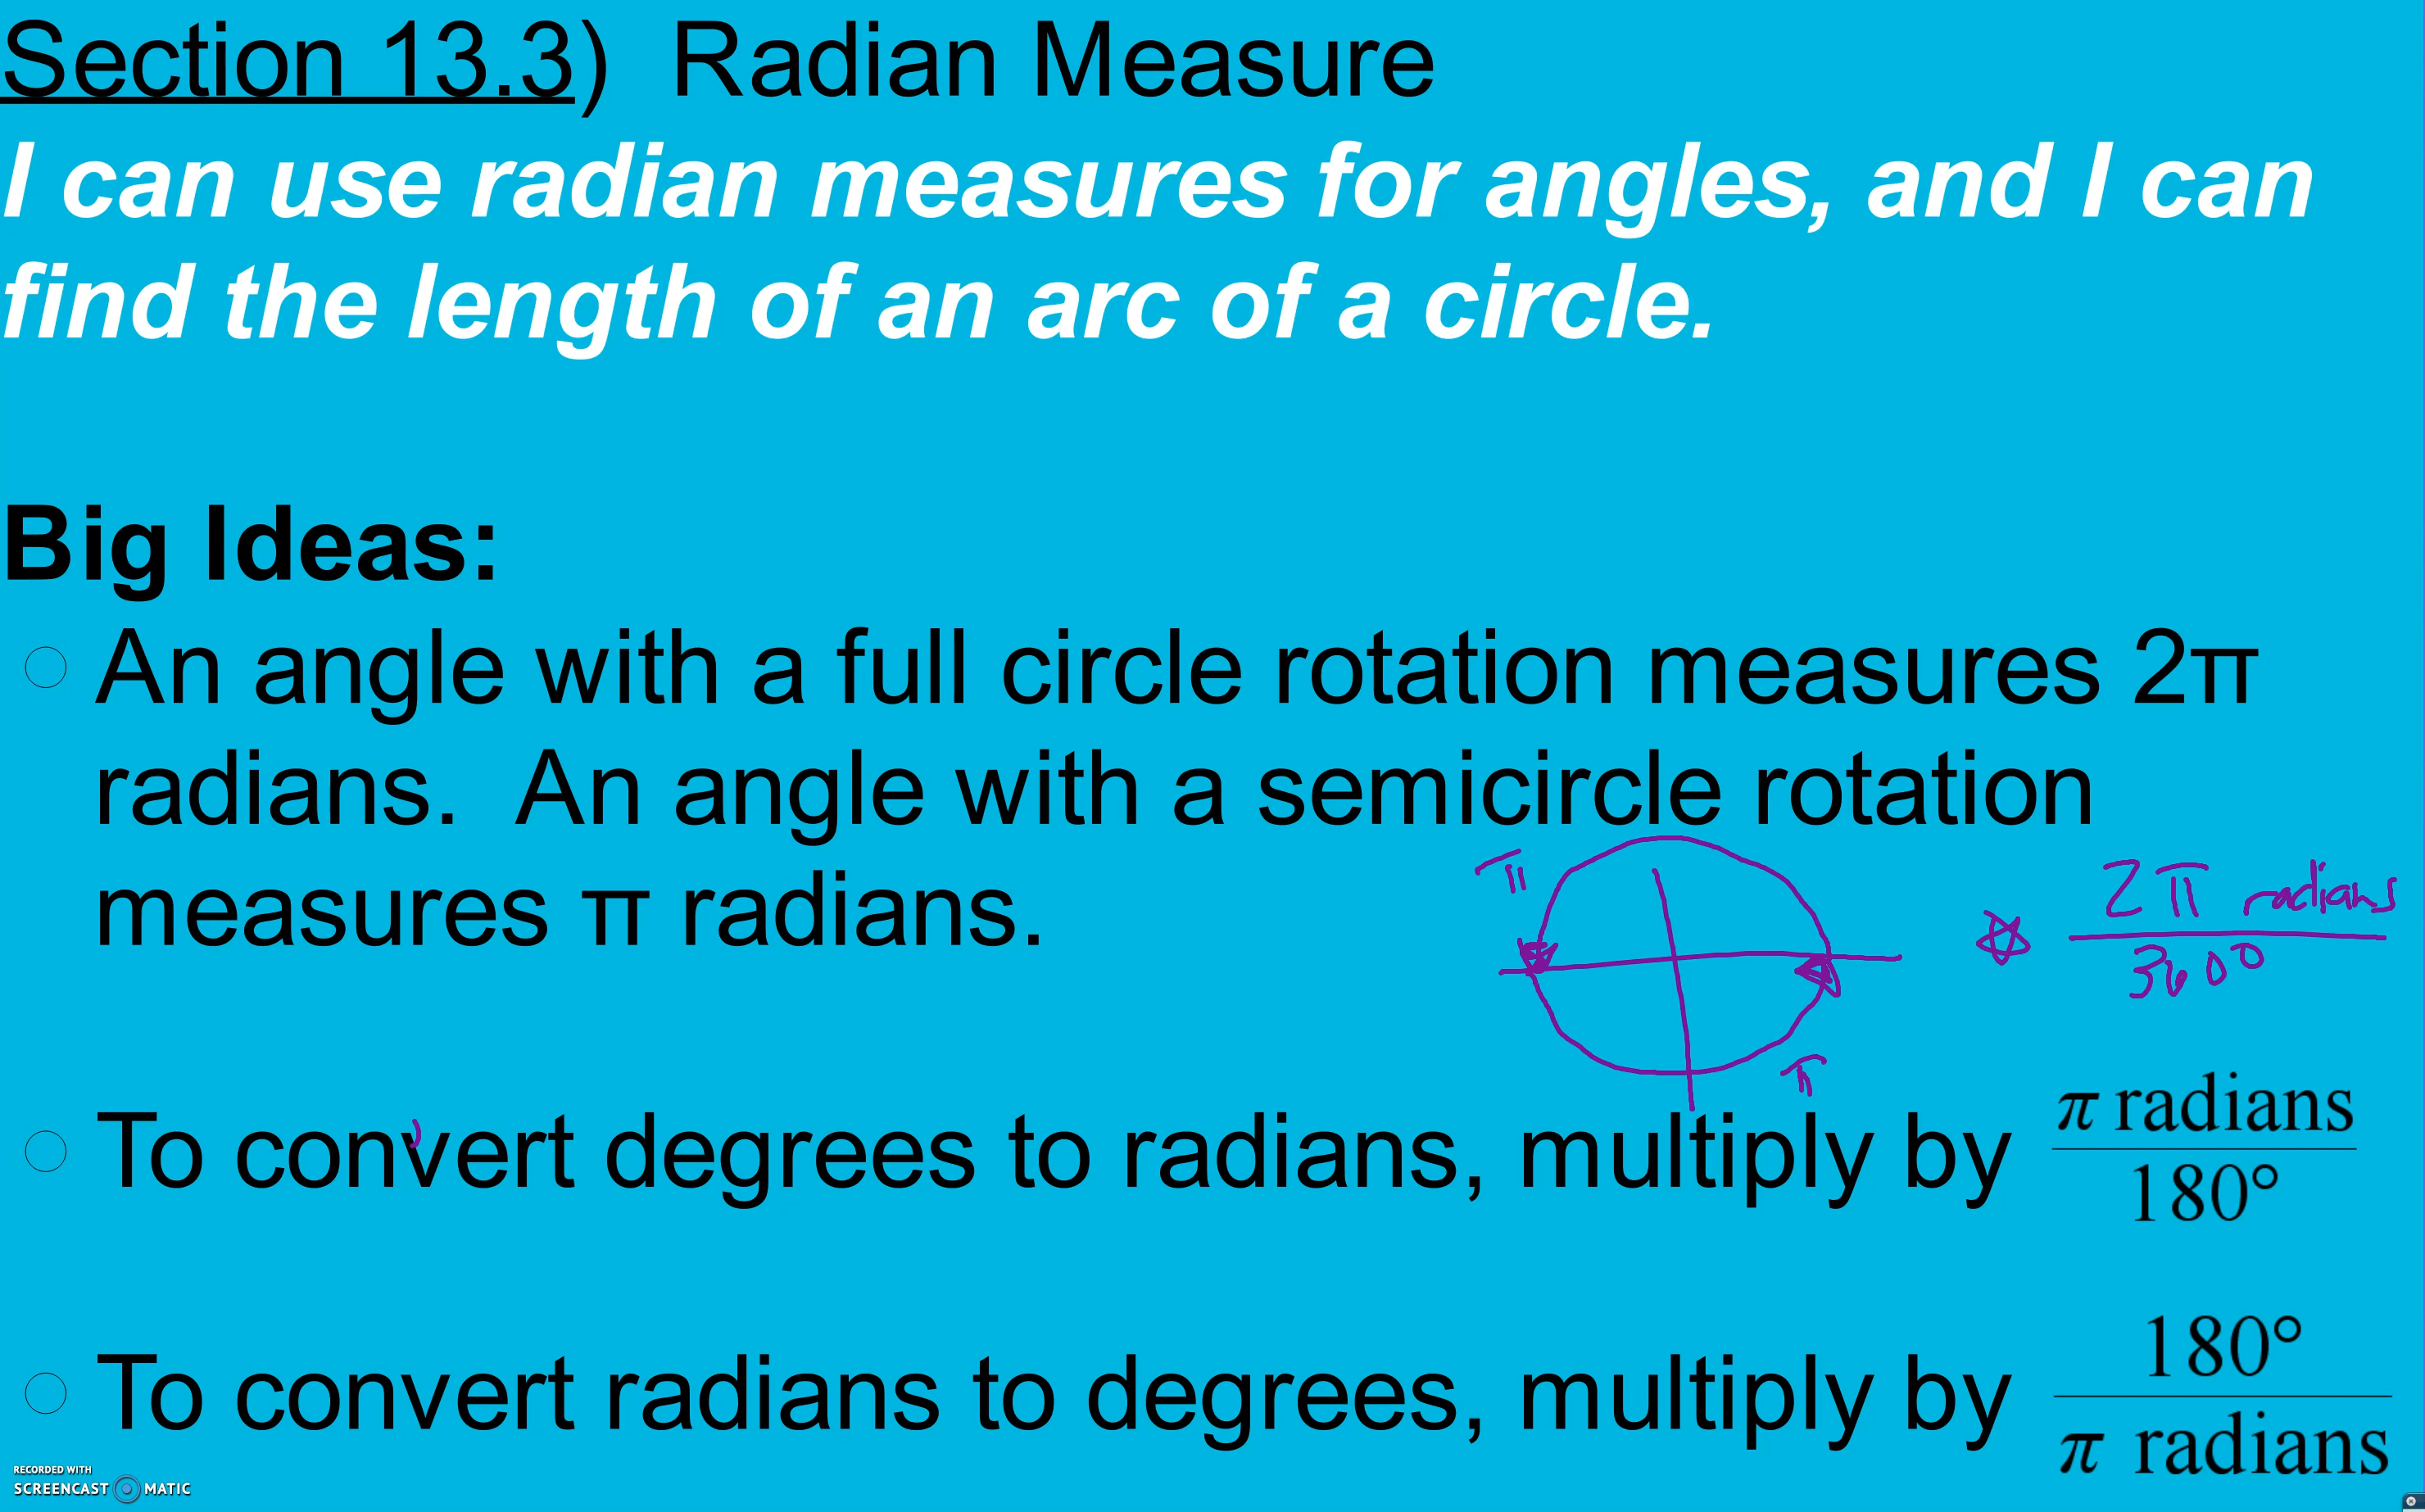 Section 13.3) Radian Measure
I can use radian measures for angles, and I can
find the length of an arc of a circle.
Big Ideas:
An angle with a full circle rotation measures 2π
radians. An angle with a semicircle rotation
measures π radians.
π
2π radians
360°
π
To convert degrees to radians, multiply by
π radians
180°
To convert radians to degrees, multiply by
180°
π radians
RECORDED WITH
SCREENCAST MATIC